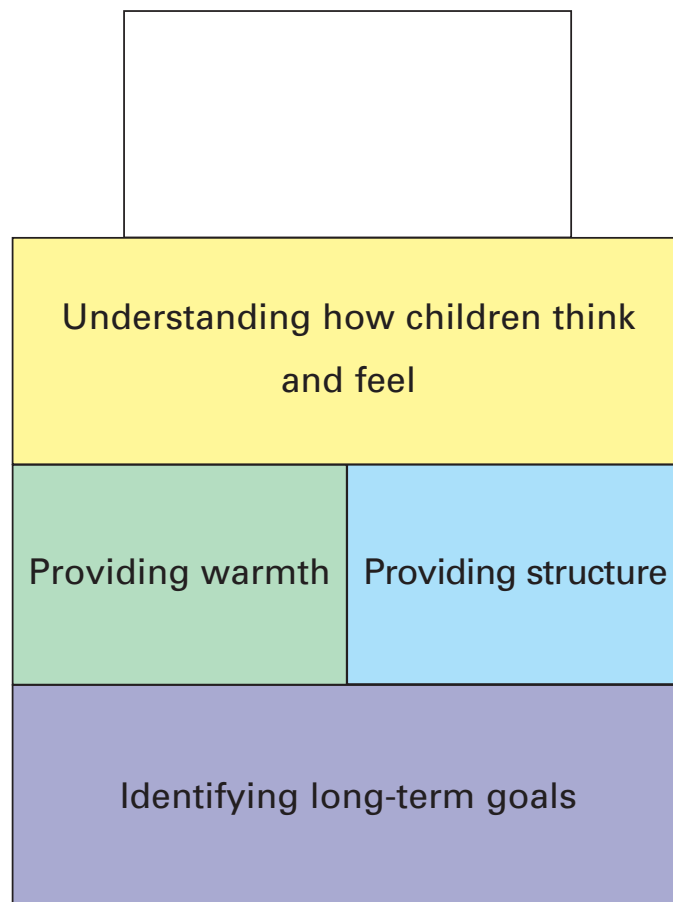 Understanding how children think
and feel
Providing warmth
Providing structure
Identifying long-term goals